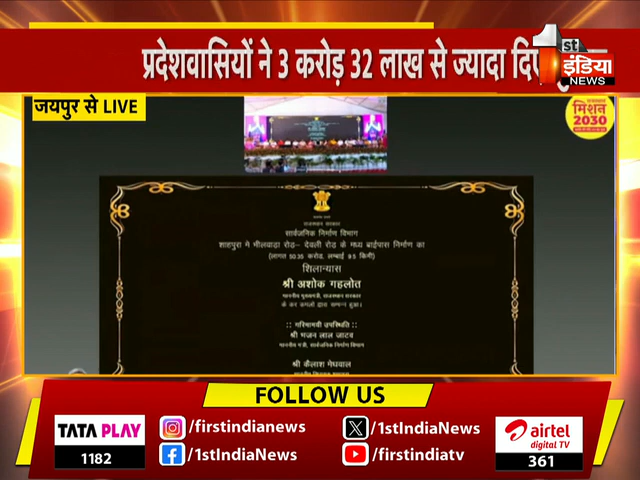 प्रदेशवासियों ने 3 करोड़ 32 लाख से ज्यादा दिए
1st
इंडिया
NEWS
जयपुर से LIVE
मिशन
2030
राजस्थान सरकार
सार्वजनिक निर्माण विभाग
शाहपुरा में भीलवाड़ा रोड़– देवली रोड़ के मध्य बाईपास निर्माण का
(लागत 50.35 करोड़, लम्बाई 9.5 किमी)
शिलान्यास
श्री अशोक गहलोत
माननीय मुख्यमंत्री, राजस्थान सरकार
के कर कमलों द्वारा सम्पन्न हुआ।
:: गरिमामयी उपस्थिति ::
श्री भजन लाल जाटव
माननीय मंत्री, सार्वजनिक निर्माण विभाग
श्री कैलाश मेघवाल
FOLLOW US
TATA PLAY
1182
/firstindianews
/1stIndiaNews
/1stIndiaNews
/firstindiatv
airtel
digital TV
361